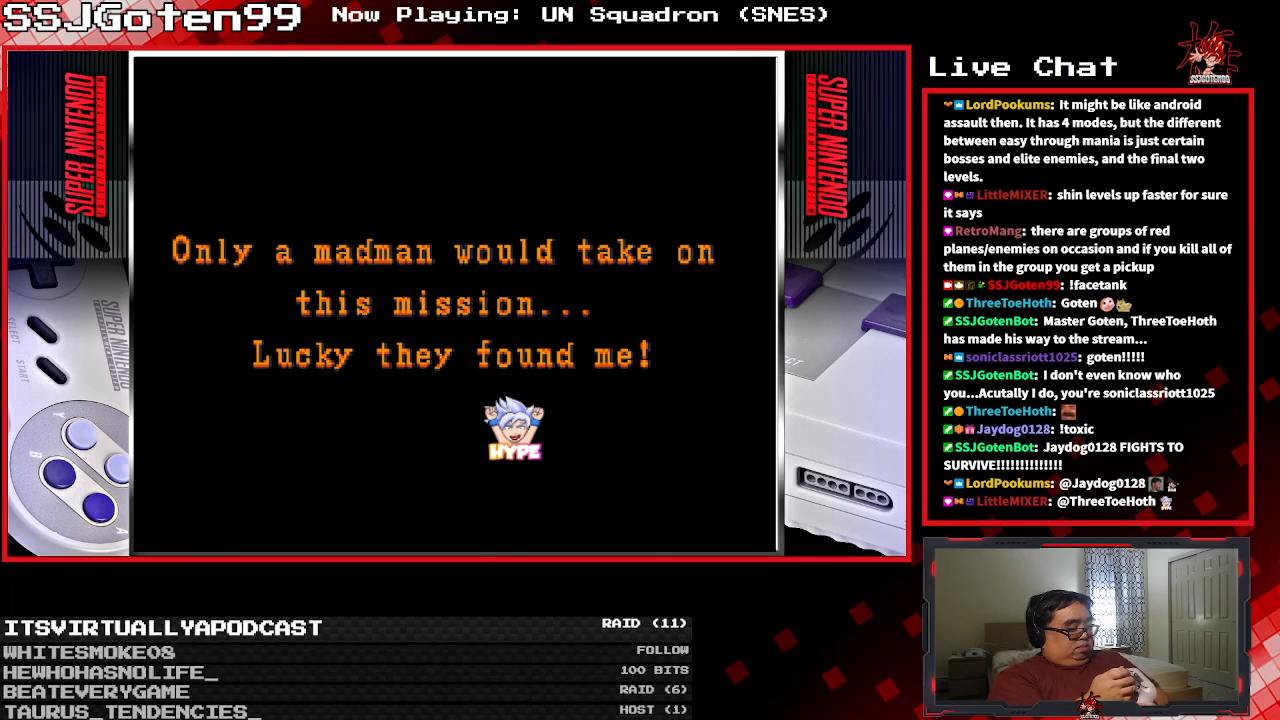 SSJGoten99
Now Playing: UN Squadron (SNES)
SUPER NINTENDO
SUPER NINTENDO
SELECT
START
Y
B
A
Only a madman would take on
this mission...
Lucky they found me!
HYPE
Live Chat
SSJGOTEN99
LordPookums: It might be like android
assault then. It has 4 modes, but the different
between easy through mania is just certain
bosses and elite enemies, and the final two
levels.
LittleMIXER: shin levels up faster for sure
it says
RetroMang: there are groups of red
planes/enemies on occasion and if you kill all of
them in the group you get a pickup
SSJGoten99: !facetank
ThreeToeHoth: Goten
SSJGotenBot: Master Goten, ThreeToeHoth
has made his way to the stream...
soniclassriott1025: goten!!!!!
SSJGotenBot: I don't even know who
you...Acutally I do, you're soniclassriott1025
ThreeToeHoth:
Jaydog0128: !toxic
SSJGotenBot: Jaydog0128 FIGHTS TO
SURVIVE!!!!!!!!!!!!!!
LordPookums: @Jaydog0128
LittleMIXER: @ThreeToeHoth
ITSVIRTUALLYAPODCAST RAID (11)
WHITESMOKE08 FOLLOW
HEWHOHASNOLIFE_ 100 BITS
BEATEVERYGAME RAID (6)
TAURUS_TENDENCIES_ HOST (1)